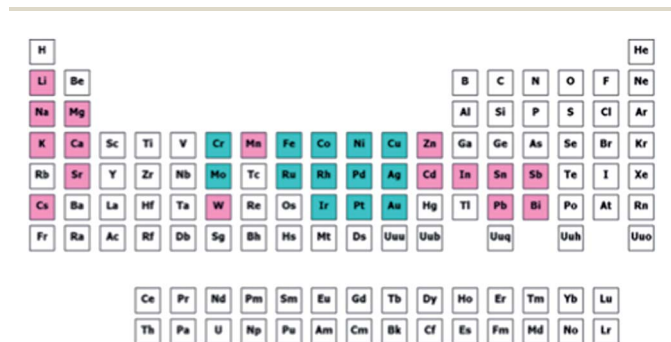 H He
Li Be B C N O F Ne
Na Mg Al Si P S Cl Ar
K Ca Sc Ti V Cr Mn Fe Co Ni Cu Zn Ga Ge As Se Br Kr
Rb Sr Y Zr Nb Mo Tc Ru Rh Pd Ag Cd In Sn Sb Te I Xe
Cs Ba La Hf Ta W Re Os Ir Pt Au Hg Tl Pb Bi Po At Rn
Fr Ra Ac Rf Db Sg Bh Hs Mt Ds Uuu Uub Uuq Uuh Uuo
Ce Pr Nd Pm Sm Eu Gd Tb Dy Ho Er Tm Yb Lu
Th Pa U Np Pu Am Cm Bk Cf Es Fm Md No Lr